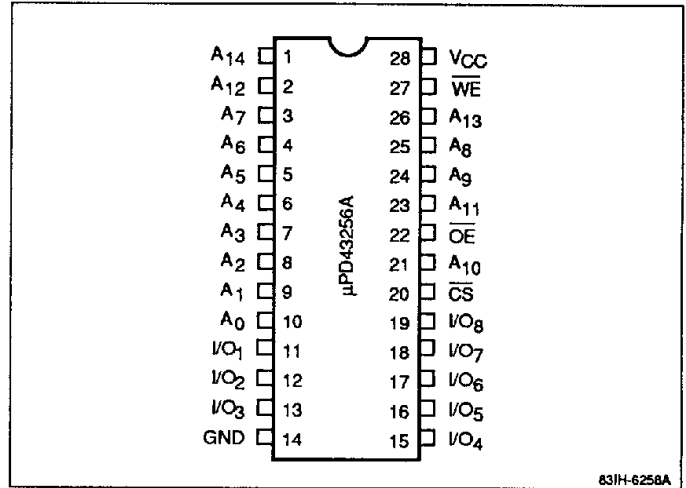 A14 1 28 VCC
A12 2 27 WE
A7 3 26 A13
A6 4 25 A8
A5 5 24 A9
A4 6 23 A11
A3 7 22 OE
A2 8 21 A10
A1 9 20 CS
A0 10 19 I/O8
I/O1 11 18 I/O7
I/O2 12 17 I/O6
I/O3 13 16 I/O5
GND 14 15 I/O4
µPD43256A
83IH-6258A